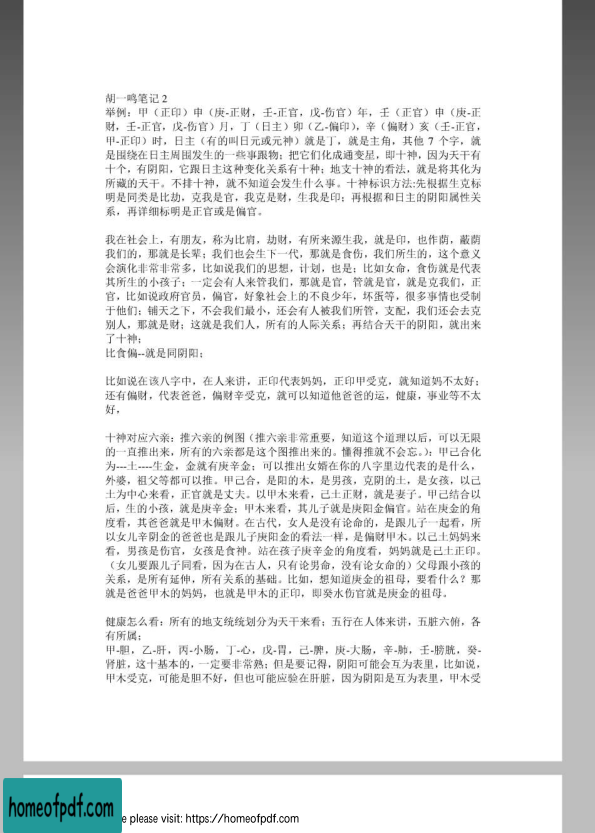 胡一鸣笔记 2
举例：甲（正印）申（庚-正财，壬-正官，戊-伤官）年，壬（正官）申（庚-正
财，壬-正官，戊-伤官）月，丁（日主）卯（乙-偏印），辛（偏财）亥（壬-正官，
甲-正印）时，日主（有的叫日元或元神）就是丁，就是主角，其他 7 个字，就
是围绕在日主周围发生的一些事跟物；把它们化成通变星，即十神，因为天干有
十个，有阴阳，它跟日主这种变化关系有十种；地支十神的看法，就是将其化为
所藏的天干。不排十神，就不知道会发生什么事。十神标识方法:先根据生克标
明是同类是比劫，克我是官，我克是财，生我是印；再根据和日主的阴阳属性关
系，再详细标明是正官或是偏官。
我在社会上，有朋友，称为比肩，劫财，有所来源生我，就是印，也作荫，蔽荫
我们的，那就是长辈；我们也会生下一代，那就是食伤，我们所生的，这个意义
会演化非常非常多，比如说我们的思想，计划，也是；比如女命，食伤就是代表
其所生的小孩子；一定会有人来管我们，那就是官，管就是官，就是克我们，正
官，比如说政府官员，偏官，好象社会上的不良少年，坏蛋等，很多事情也受制
于他们；铺天之下，不会我们最小，还会有人被我们所管，支配，我们还会去克
别人，那就是财；这就是我们人，所有的人际关系；再结合天干的阴阳，就出来
了十神；
比食偏--就是同阴阳；
比如说在该八字中，在人来讲，正印代表妈妈，正印甲受克，就知道妈不太好；
还有偏财，代表爸爸，偏财辛受克，就可以知道他爸爸的运，健康，事业等不太
好，
十神对应六亲：推六亲的例图（推六亲非常重要，知道这个道理以后，可以无限
的一直推出来，所有的六亲都是这个图推出来的。懂得推就不会忘。）：甲己合化
为---土----生金，金就有庚辛金；可以推出女婿在你的八字里边代表的是什么，
外婆，祖父等都可以推。甲己合，是阳的木，是男孩，克阴的土，是女孩，以己
土为中心来看，正官就是丈夫。以甲木来看，己土正财，就是妻子。甲己结合以
后，生的小孩，就是庚辛金；甲木来看，其儿子就是庚阳金偏官。站在庚金的角
度看，其爸爸就是甲木偏财。在古代，女人是没有论命的，是跟儿子一起看，所
以女儿辛阴金的爸爸也是跟儿子庚阳金的看法一样，是偏财甲木。以己土妈妈来
看，男孩是伤官，女孩是食神。站在孩子庚辛金的角度看，妈妈就是己土正印。
（女儿要跟儿子同看，因为在古人，只有论男命，没有论女命的）父母跟小孩的
关系，是所有延伸，所有关系的基础。比如，想知道庚金的祖母，要看什么？那
就是爸爸甲木的妈妈，也就是甲木的正印，即癸水伤官就是庚金的祖母。
健康怎么看：所有的地支统统划分为天干来看；五行在人体来讲，五脏六俯，各
有所属；
甲-胆，乙-肝，丙-小肠，丁-心，戊-胃，己-脾，庚-大肠，辛-肺，壬-膀胱，癸-
肾脏，这十基本的，一定要非常熟；但是要记得，阴阳可能会互为表里，比如说，
甲木受克，可能是胆不好，但也可能应验在肝脏，因为阴阳是互为表里，甲木受
homeofpdf.com
e please visit: https://homeofpdf.com